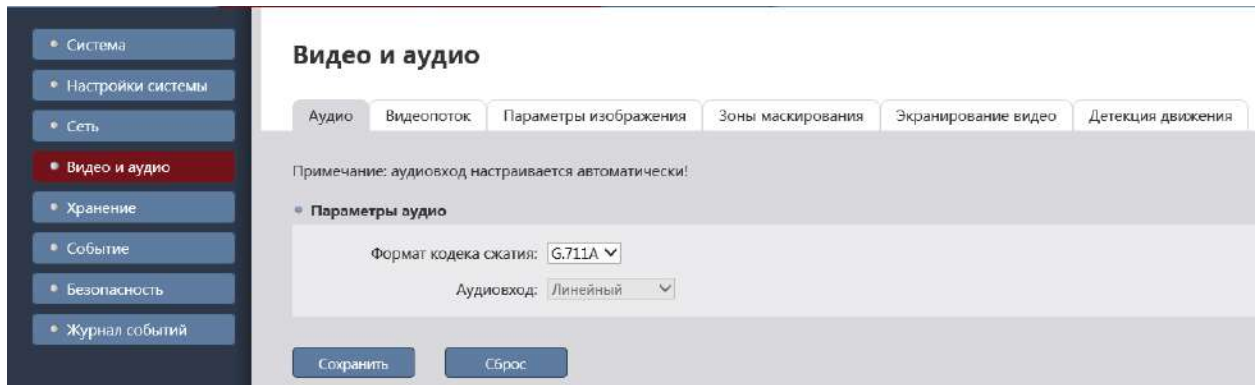 Система
Настройки системы
Сеть
Видео и аудио
Хранение
Событие
Безопасность
Журнал событий
Видео и аудио
Аудио Видеопоток Параметры изображения Зоны маскирования Экранирование видео Детекция движения
Примечание: аудиовход настраивается автоматически!
Параметры аудио
Формат кодека сжатия: G.711A
Аудиовход: Линейный
Сохранить Сброс